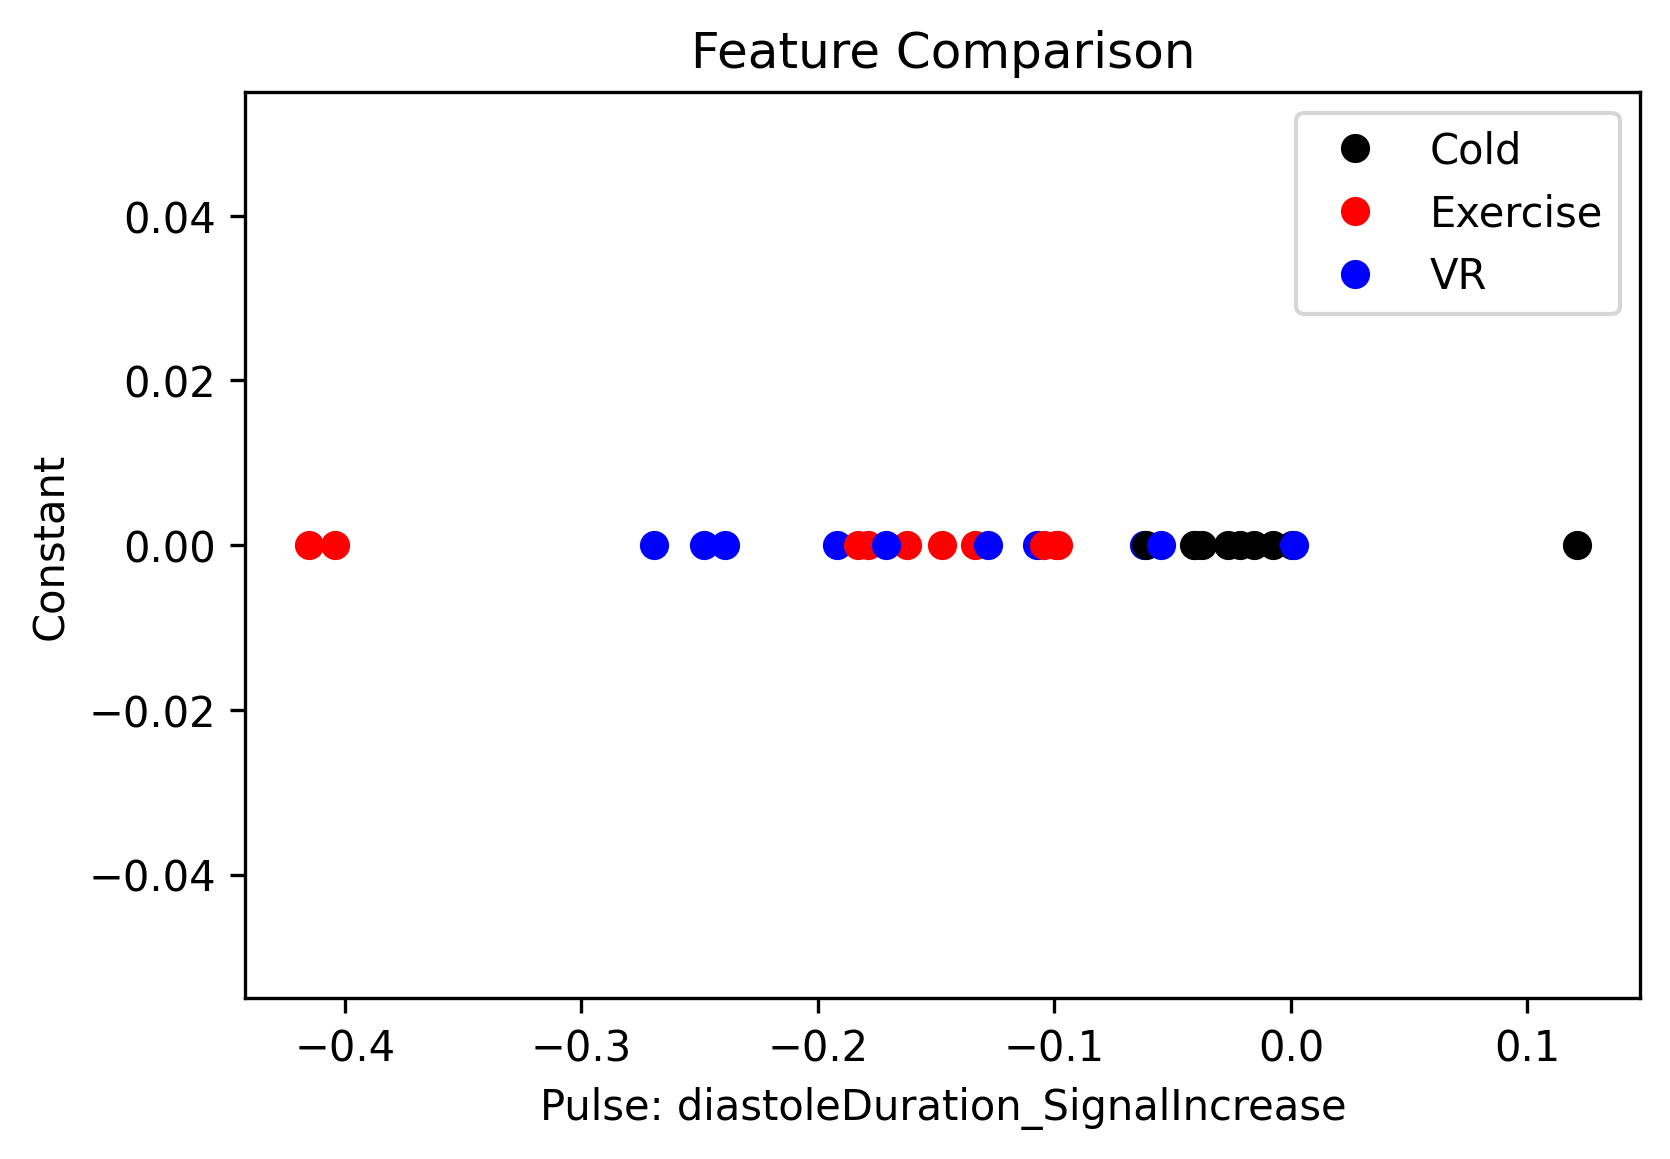 Feature Comparison
Cold
Exercise
VR
0.04
0.02
0.00
−0.02
−0.04
Constant
−0.4
−0.3
−0.2
−0.1
0.0
0.1
Pulse: diastoleDuration_SignalIncrease